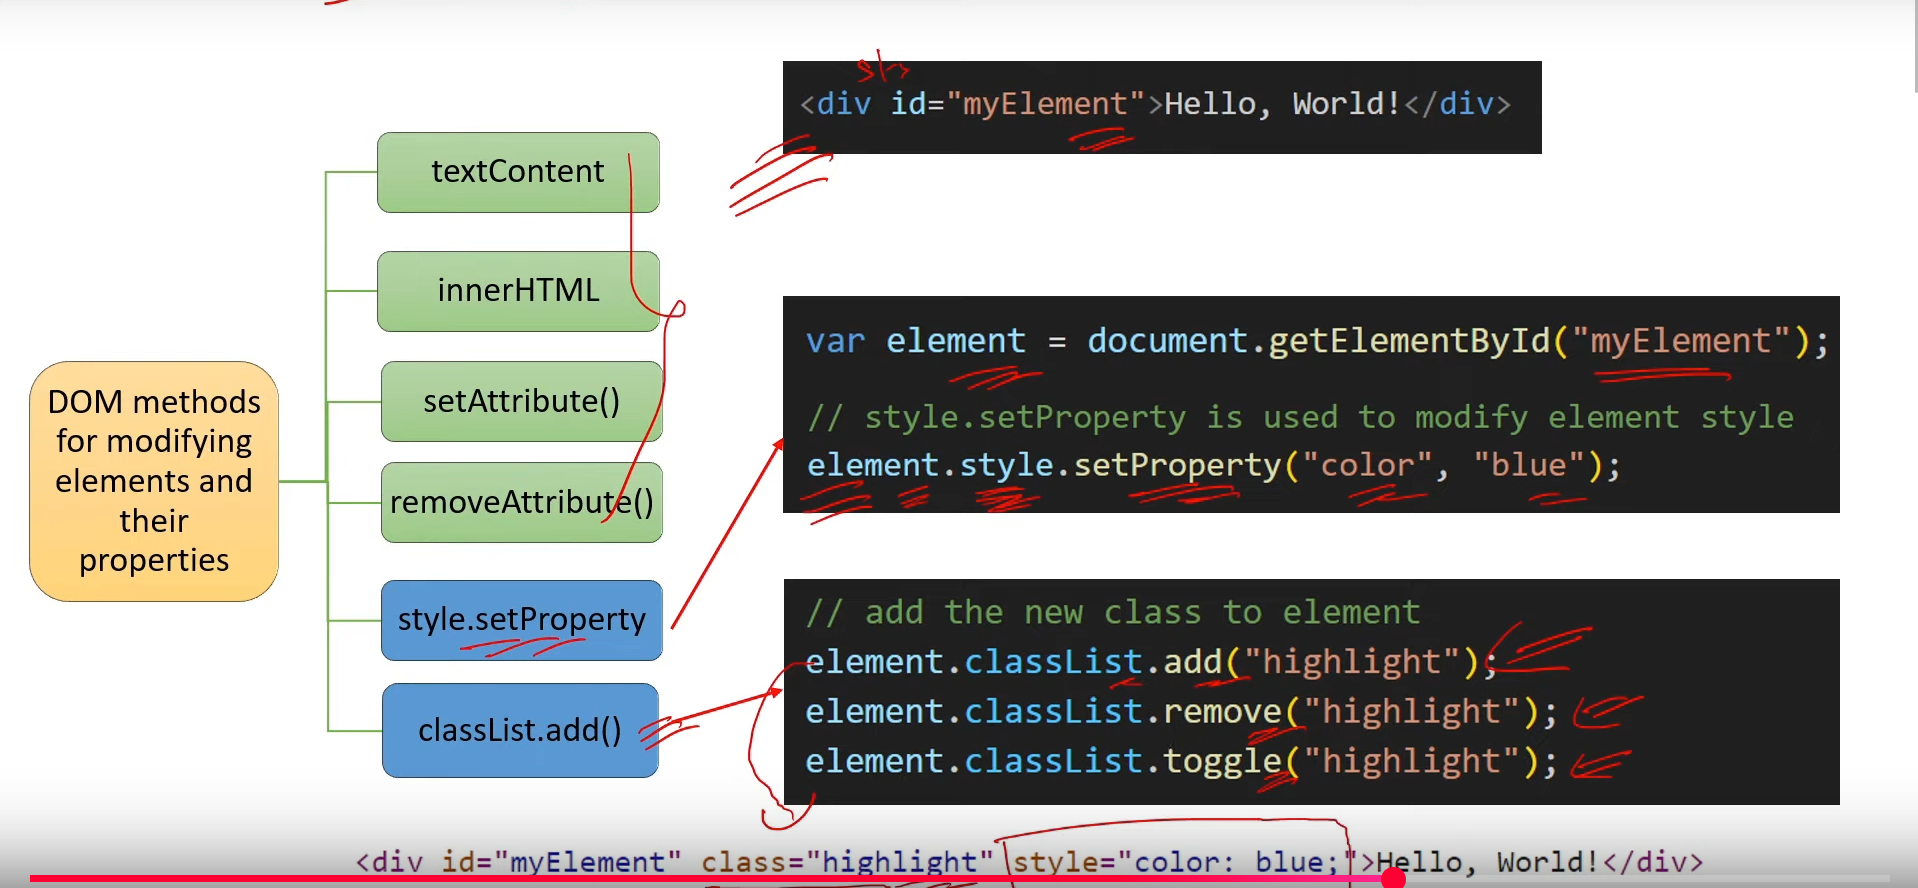 DOM methods
for modifying
elements and
their
properties
textContent
innerHTML
setAttribute()
removeAttribute()
style.setProperty
classList.add()
<div id="myElement">Hello, World!</div>
var element = document.getElementById("myElement");
// style.setProperty is used to modify element style
element.style.setProperty("color", "blue");
// add the new class to element
element.classList.add("highlight");
element.classList.remove("highlight");
element.classList.toggle("highlight");
<div id="myElement" class="highlight" style="color: blue;">Hello, World!</div>